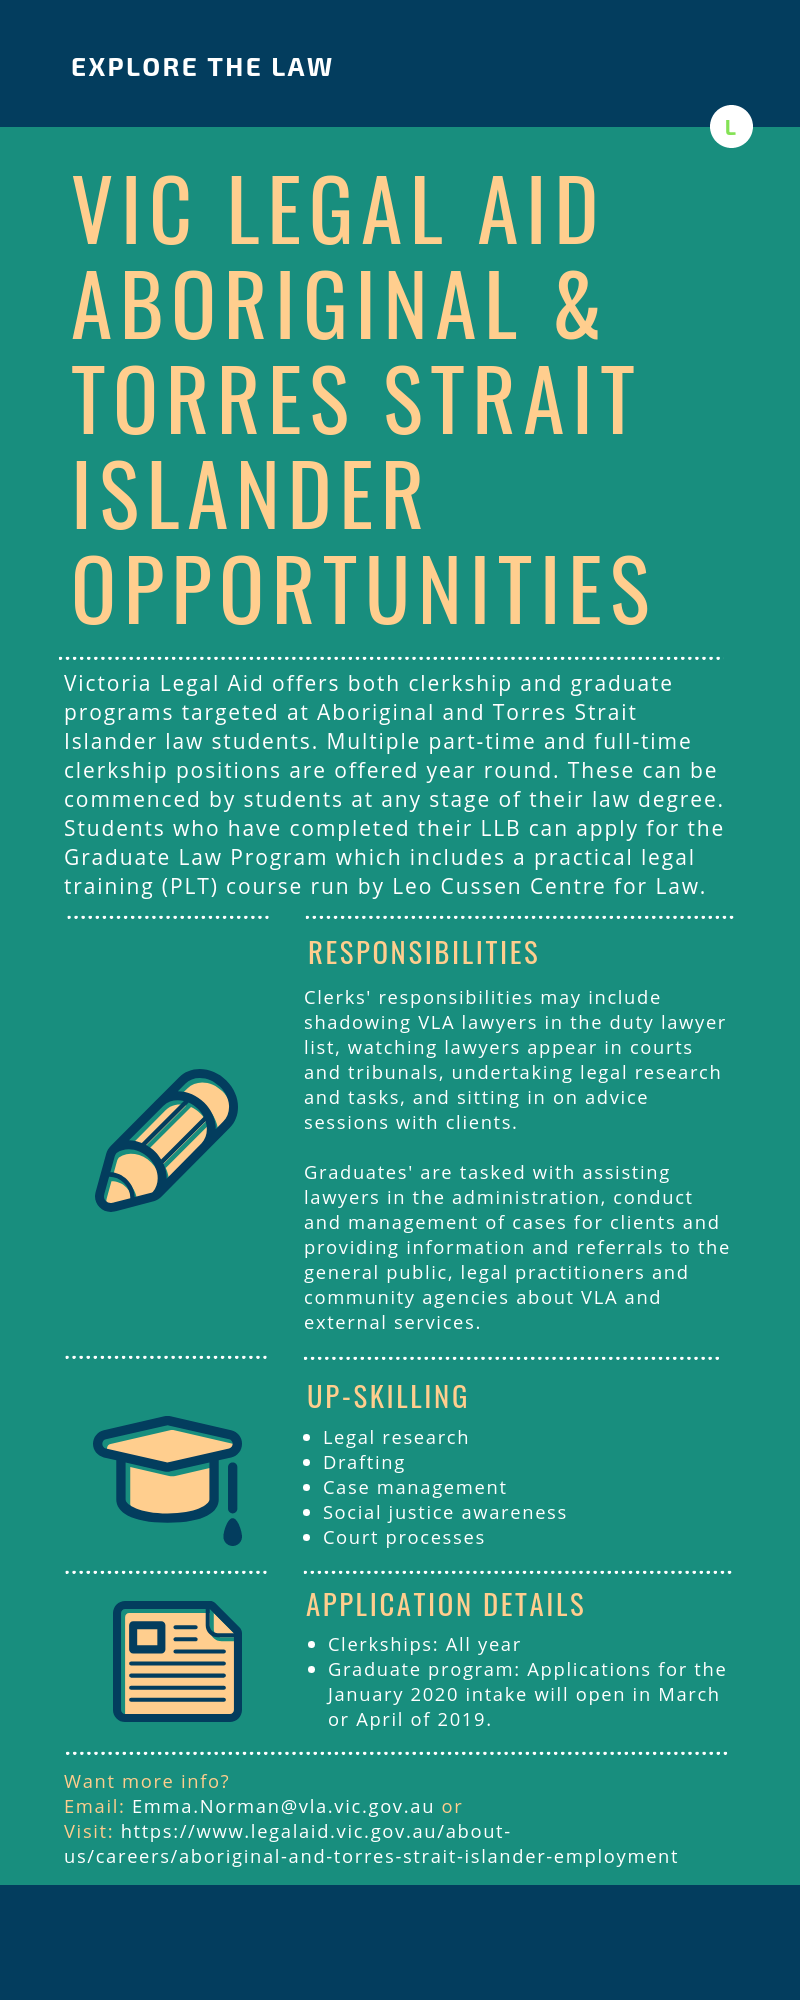 EXPLORE THE LAW
L
VIC LEGAL AID
ABORIGINAL &
TORRES STRAIT
ISLANDER
OPPORTUNITIES
Victoria Legal Aid offers both clerkship and graduate
programs targeted at Aboriginal and Torres Strait
Islander law students. Multiple part-time and full-time
clerkship positions are offered year round. These can be
commenced by students at any stage of their law degree.
Students who have completed their LLB can apply for the
Graduate Law Program which includes a practical legal
training (PLT) course run by Leo Cussen Centre for Law.
RESPONSIBILITIES
Clerks' responsibilities may include
shadowing VLA lawyers in the duty lawyer
list, watching lawyers appear in courts
and tribunals, undertaking legal research
and tasks, and sitting in on advice
sessions with clients.
Graduates' are tasked with assisting
lawyers in the administration, conduct
and management of cases for clients and
providing information and referrals to the
general public, legal practitioners and
community agencies about VLA and
external services.
UP-SKILLING
• Legal research
• Drafting
• Case management
• Social justice awareness
• Court processes
APPLICATION DETAILS
• Clerkships: All year
• Graduate program: Applications for the
January 2020 intake will open in March
or April of 2019.
Want more info?
Email: Emma.Norman@vla.vic.gov.au or
Visit: https://www.legalaid.vic.gov.au/about-
us/careers/aboriginal-and-torres-strait-islander-employment